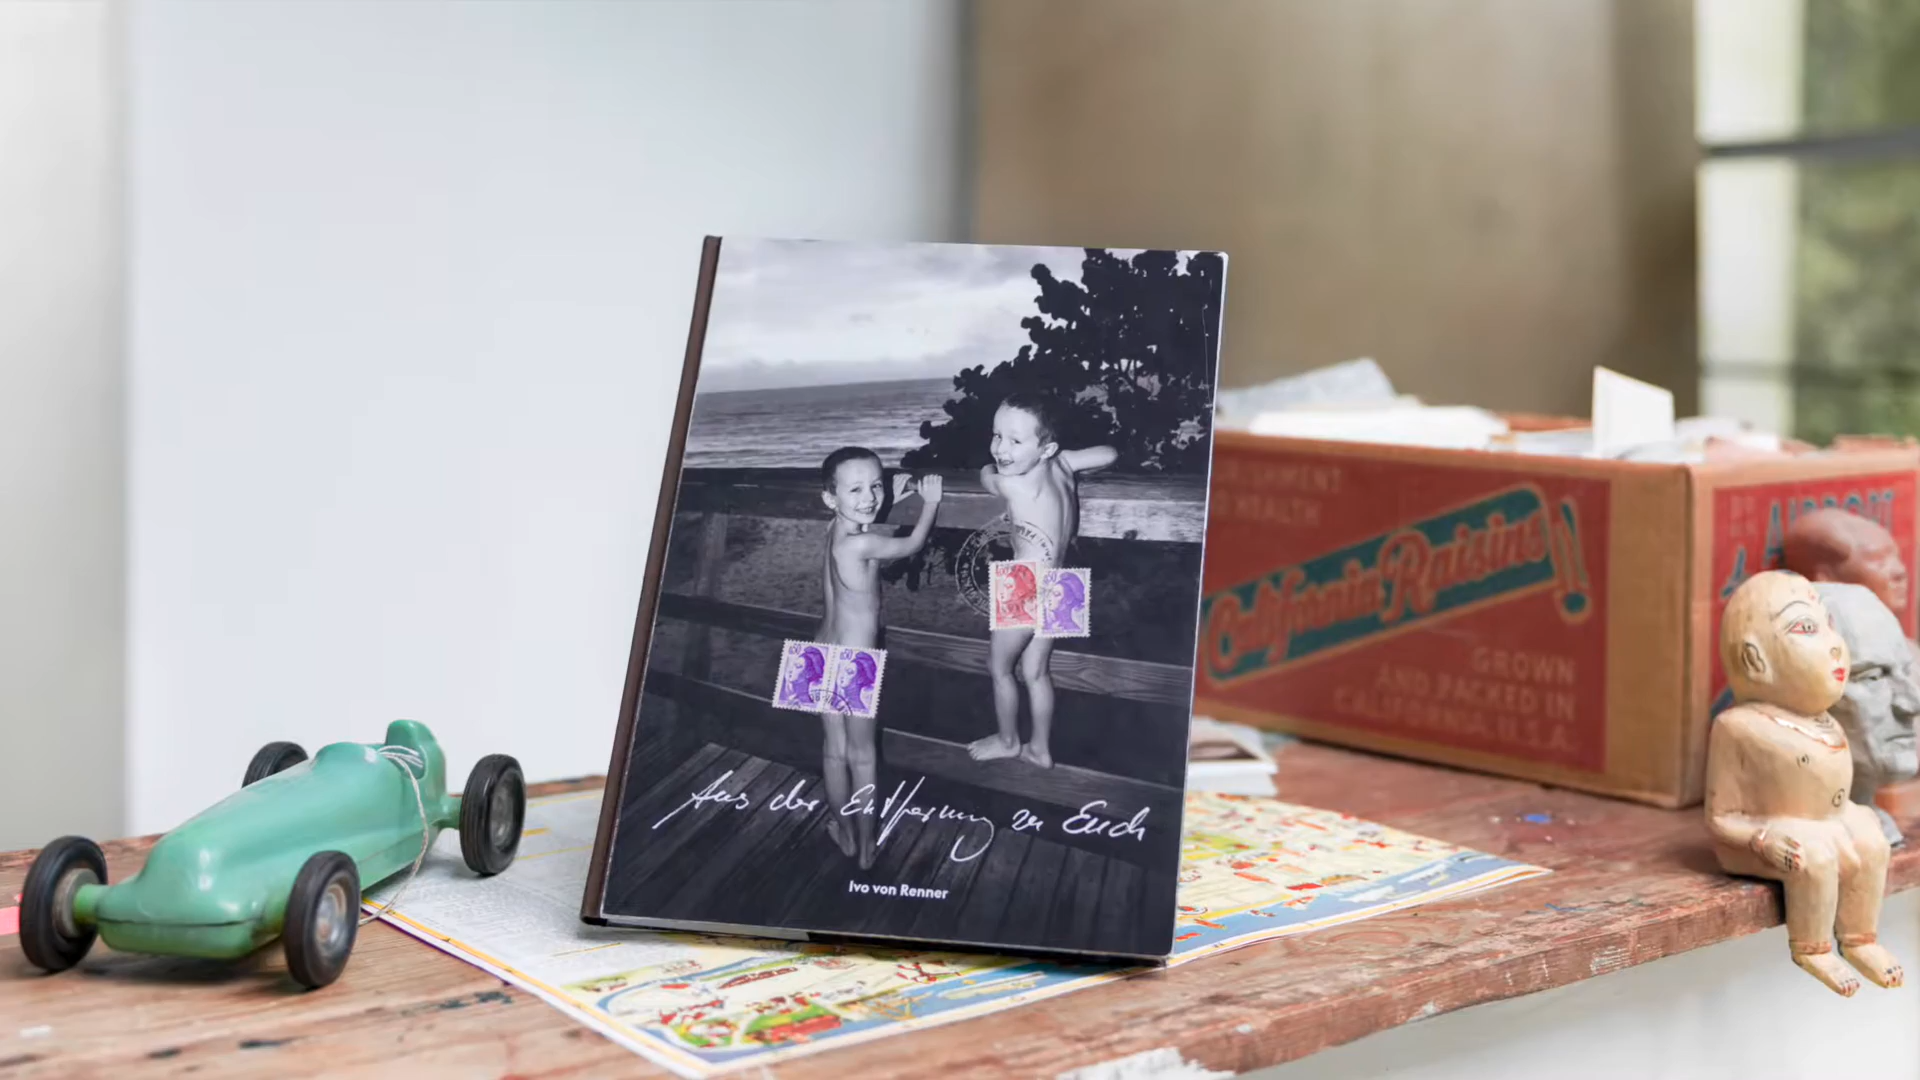 Aus der Entfernung zu Euch
Ivo von Renner
California Raisins
GROWN
AND PACKED IN
CALIFORNIA, U.S.A.